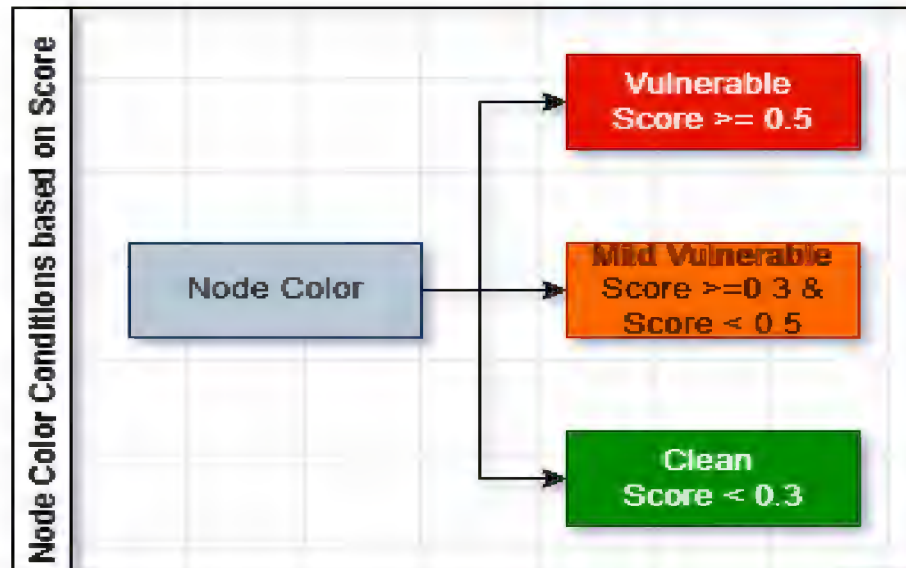 Node Color Conditions based on Score
Vulnerable
Score >= 0.5
Node Color
Mild Vulnerable
Score >=0 3 &
Score < 0 5
Clean
Score < 0.3